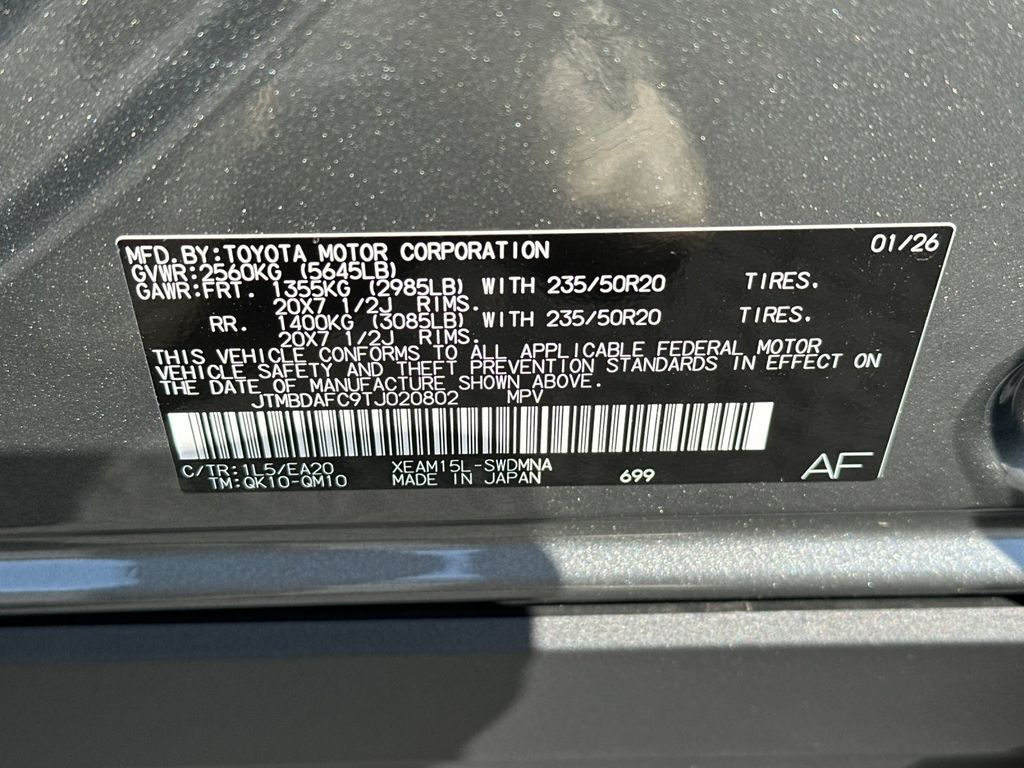 MFD.BY:TOYOTA MOTOR CORPORATION 01/26
GVWR:2560KG (5645LB)
GAWR:FRT. 1355KG (2985LB) WITH 235/50R20 TIRES.
20X7 1/2J RIMS.
RR. 1400KG (3085LB) WITH 235/50R20 TIRES.
20X7 1/2J RIMS.
THIS VEHICLE CONFORMS TO ALL APPLICABLE FEDERAL MOTOR
VEHICLE SAFETY AND THEFT PREVENTION STANDARDS IN EFFECT ON
THE DATE OF MANUFACTURE SHOWN ABOVE.
JTMBDAFC9TJ020802 MPV
C/TR:1L5/EA20 XEAM15L-SWDMNA
TM:QK10-QM10 MADE IN JAPAN 699 AF